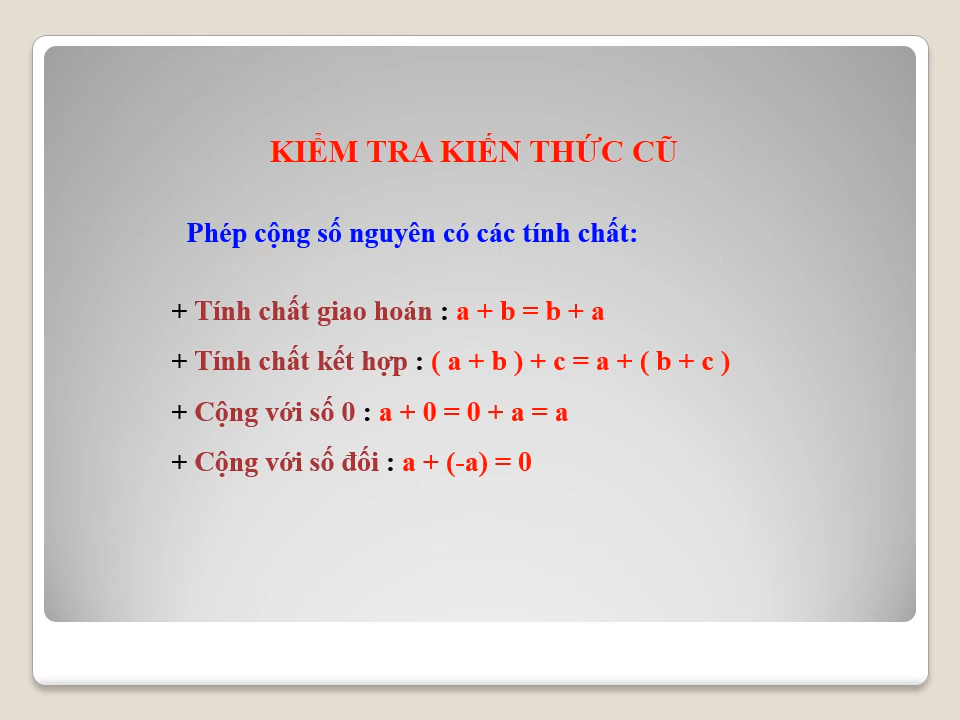 KIỂM TRA KIẾN THỨC CŨ
Phép cộng số nguyên có các tính chất:
+ Tính chất giao hoán : a + b = b + a
+ Tính chất kết hợp : ( a + b ) + c = a + ( b + c )
+ Cộng với số 0 : a + 0 = 0 + a = a
+ Cộng với số đối : a + (-a) = 0